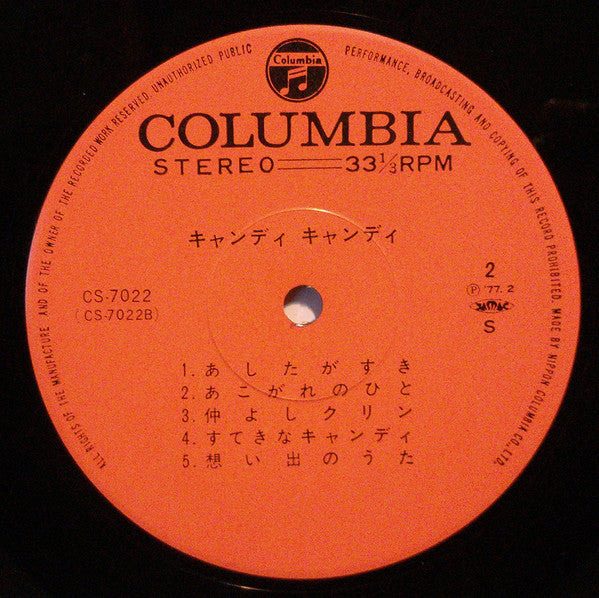 ALL RIGHTS OF THE MANUFACTURE AND OF THE OWNER OF THE RECORDED WORK RESERVED. UNAUTHORIZED PUBLIC PERFORMANCE, BROADCASTING AND COPYING OF THIS RECORD PROHIBITED. MADE BY NIPPON COLUMBIA CO., LTD.
Columbia
COLUMBIA
STEREO 33⅓RPM
キャンディ キャンディ
CS-7022
(CS-7022B)
2
Ⓟ '77. 2
JASRAC
S
1. あしたがすき
2. あこがれのひと
3. 仲よしクリン
4. すてきなキャンディ
5. 想い出のうた